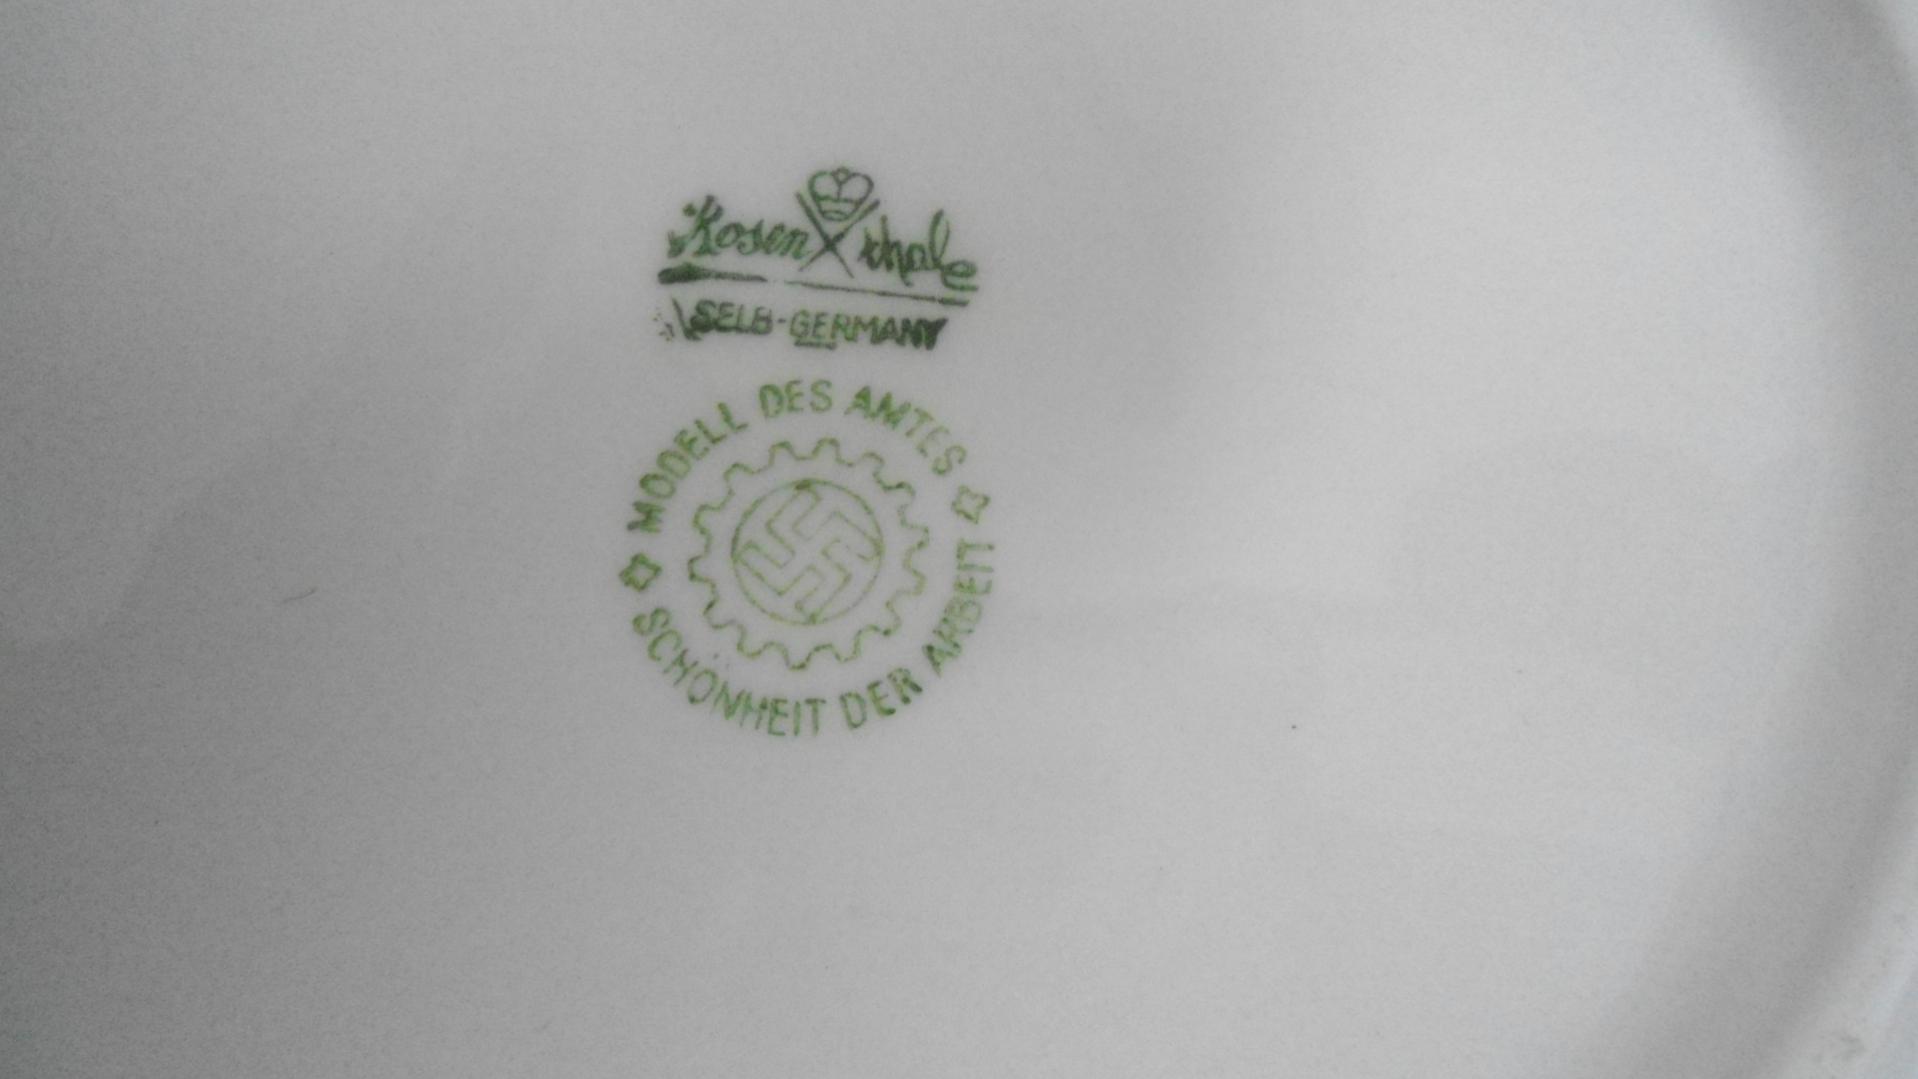 Rosenthal
SELB-GERMANY
MODELL DES AMTES
SCHÖNHEIT DER ARBEIT